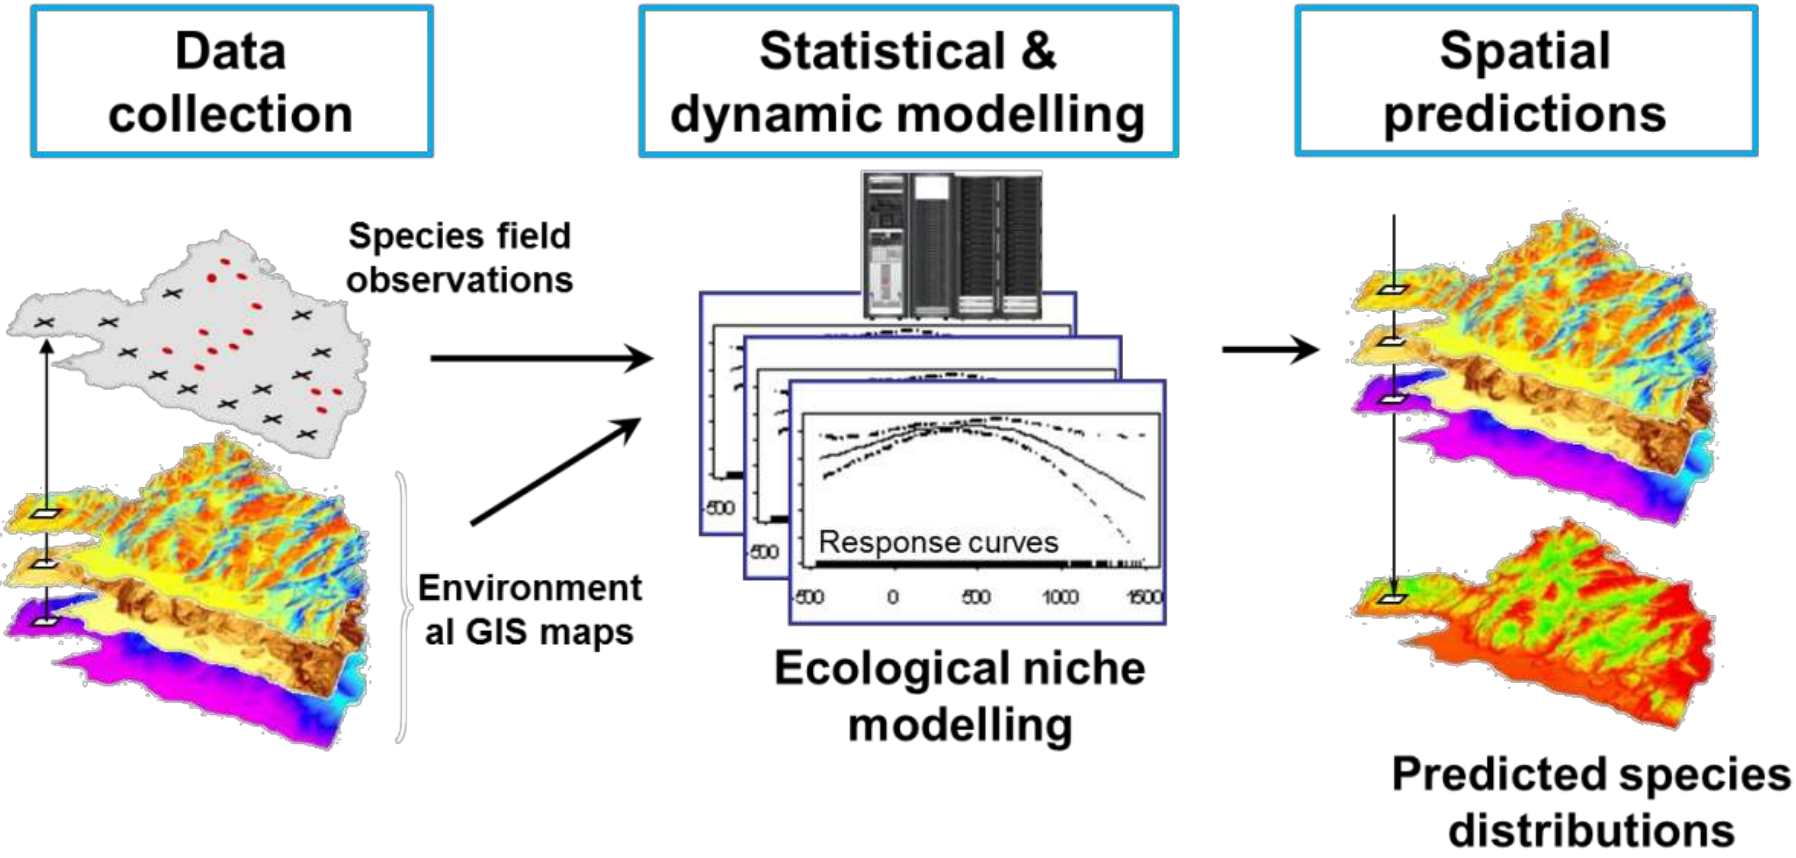 Data
collection
Statistical &
dynamic modelling
Spatial
predictions
Species field
observations
Environment
al GIS maps
-500
-500
Response curves
-500 0 500 1000 1500
Ecological niche
modelling
Predicted species
distributions